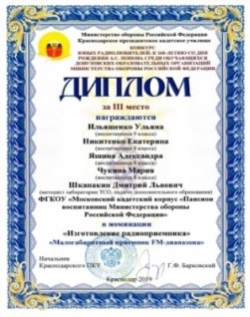 Министерство обороны Российской Федерации
Краснодарское президентское кадетское училище
КОНКУРС
ЮНЫХ РАДИОЛЮБИТЕЛЕЙ, К 160-ЛЕТИЮ СО ДНЯ
РОЖДЕНИЯ А.С. ПОПОВА СРЕДИ ОБУЧАЮЩИХСЯ
ДОВУЗОВСКИХ ОБРАЗОВАТЕЛЬНЫХ ОРГАНИЗАЦИЙ
МИНИСТЕРСТВА ОБОРОНЫ РОССИЙСКОЙ ФЕДЕРАЦИИ
ДИПЛОМ
за III место
награждаются
Ильяшенко Ульяна
Никитенко Екатерина
Яшина Александра
Чукина Мария
Шкапакин Дмитрий Львович
ФГКОУ «Московский кадетский корпус «Пансион
воспитанниц Министерства обороны
Российской Федерации»
в номинации
«Изготовление радиоприемника»
«Малогабаритный приемник FM-диапазона»
Начальник
Краснодарского ПКУ Г.Ф. Барковский
Краснодар 2019